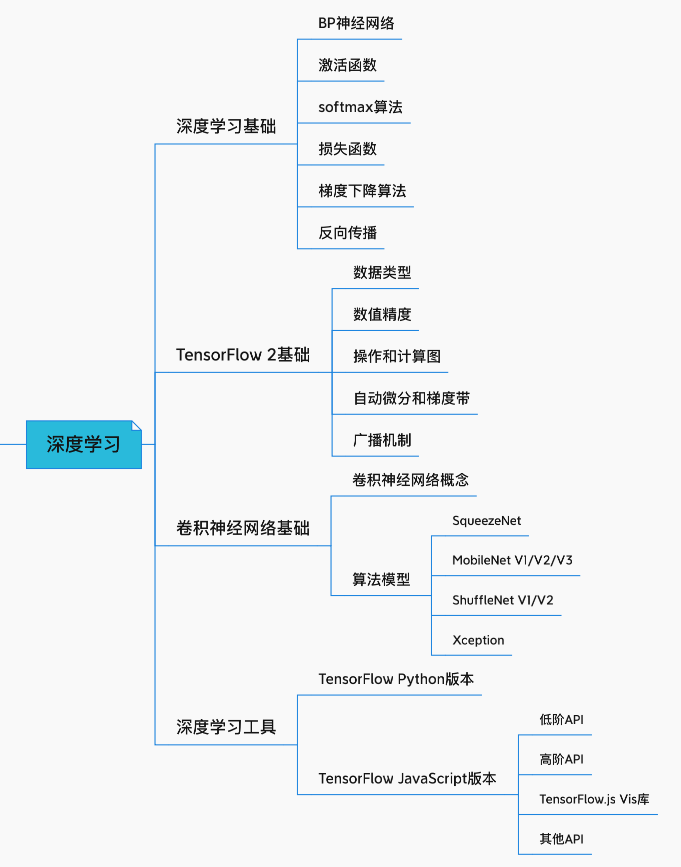 深度学习
深度学习基础
BP神经网络
激活函数
softmax算法
损失函数
梯度下降算法
反向传播
TensorFlow 2基础
数据类型
数值精度
操作和计算图
自动微分和梯度带
广播机制
卷积神经网络基础
卷积神经网络概念
算法模型
SqueezeNet
MobileNet V1/V2/V3
ShuffleNet V1/V2
Xception
深度学习工具
TensorFlow Python版本
TensorFlow JavaScript版本
低阶API
高阶API
TensorFlow.js Vis库
其他API